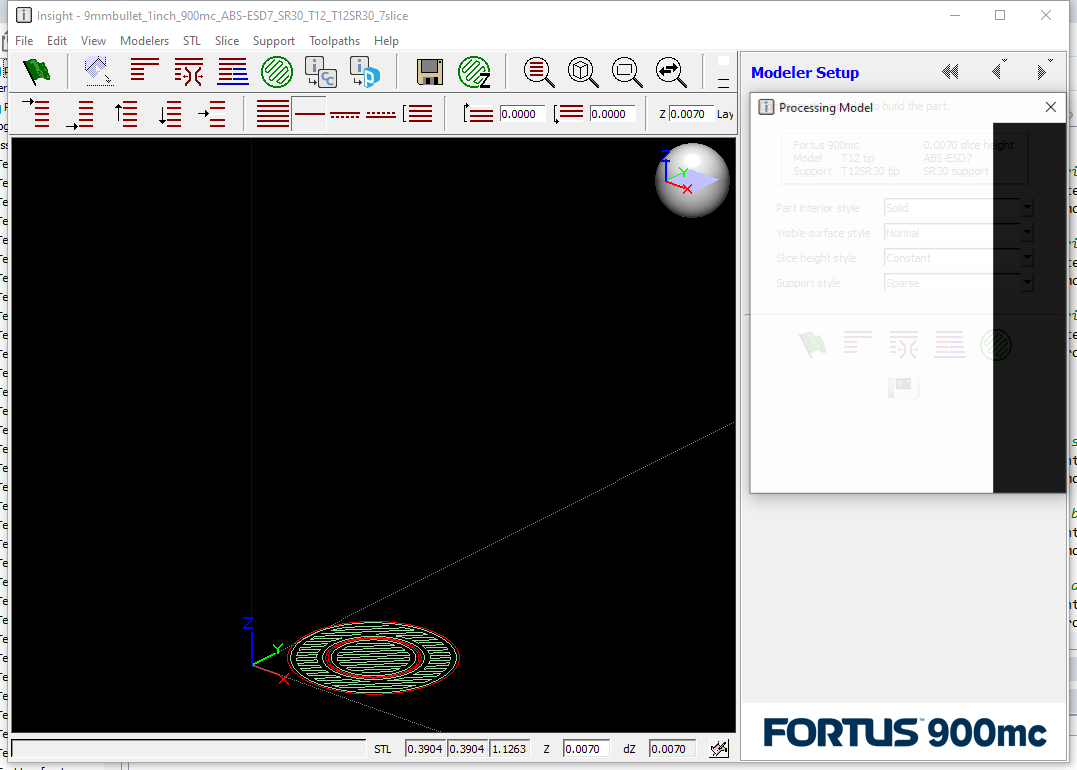 Insight - 9mmbullet_1inch_900mc_ABS-ESD7_SR30_T12_T12SR30_7slice
File Edit View Modelers STL Slice Support Toolpaths Help
Modeler Setup
0.0000 0.0000 Z 0.0070 Lay
Processing Model
to build the part.
Fortus 900mc 0.0070 slice height
Model T12 tip ABS-ESD7
Support T12SR30 tip SR30 support
Part interior style Solid
Visible surface style Normal
Slice height style Constant
Support style Sparse
Z
Y
X
Z
Y
X
STL 0.3904 0.3904 1.1263 Z 0.0070 dZ 0.0070
FORTUS™ 900mc